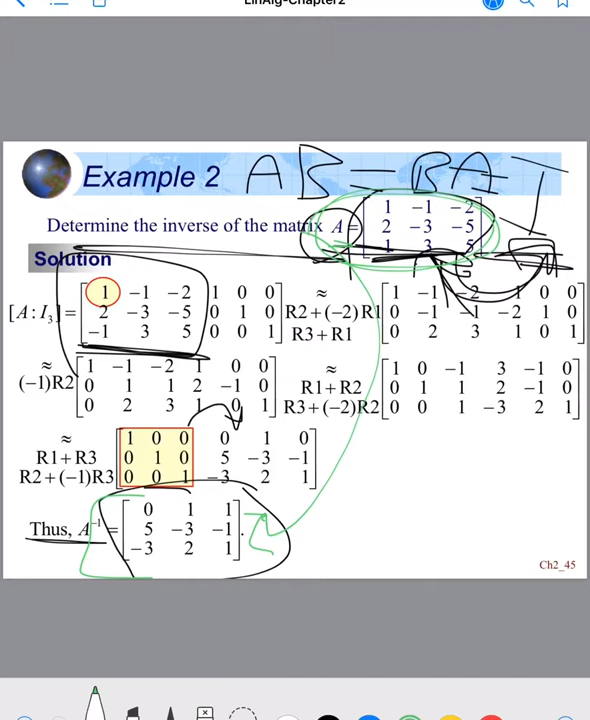 LinAlg-Chapter2
Example 2 AB = BA = I
Determine the inverse of the matrix A =
1 −1 −2
2 −3 −5
−1 3 5
Solution
[A : I3] =
1 −1 −2 1 0 0
2 −3 −5 0 1 0
−1 3 5 0 0 1
≈
R2+(−2)R1
R3+R1
1 −1 −2 1 0 0
0 −1 −1 −2 1 0
0 2 3 1 0 1
≈
(−1)R2
1 −1 −2 1 0 0
0 1 1 2 −1 0
0 2 3 1 0 1
≈
R1+R2
R3+(−2)R2
1 0 −1 3 −1 0
0 1 1 2 −1 0
0 0 1 −3 2 1
≈
R1+R3
R2+(−1)R3
1 0 0 0 1 0
0 1 0 5 −3 −1
0 0 1 −3 2 1
Thus, A−1 =
0 1 1
5 −3 −1
−3 2 1
.
Ch2_45